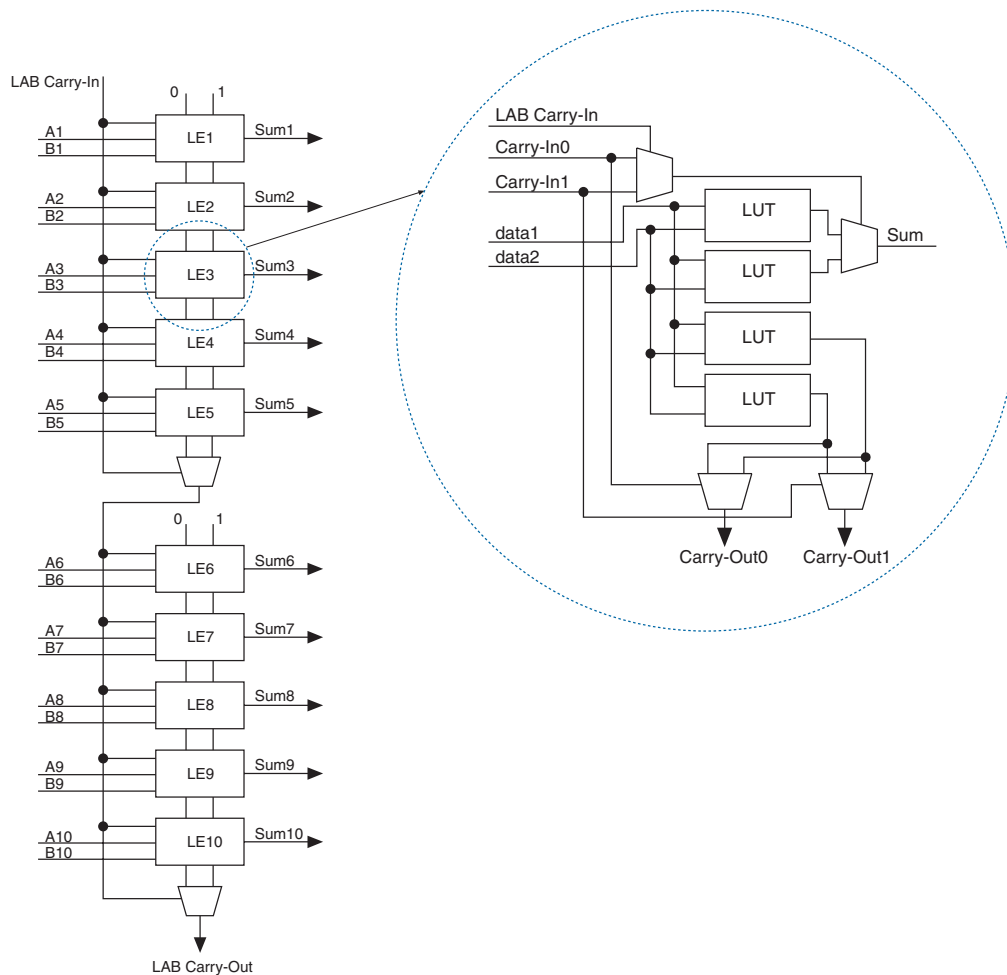 LAB Carry-In
0 1
A1
B1
LE1
Sum1
A2
B2
LE2
Sum2
A3
B3
LE3
Sum3
A4
B4
LE4
Sum4
A5
B5
LE5
Sum5
0 1
A6
B6
LE6
Sum6
A7
B7
LE7
Sum7
A8
B8
LE8
Sum8
A9
B9
LE9
Sum9
A10
B10
LE10
Sum10
LAB Carry-Out
LAB Carry-In
Carry-In0
Carry-In1
data1
data2
LUT
LUT
LUT
LUT
Sum
Carry-Out0
Carry-Out1